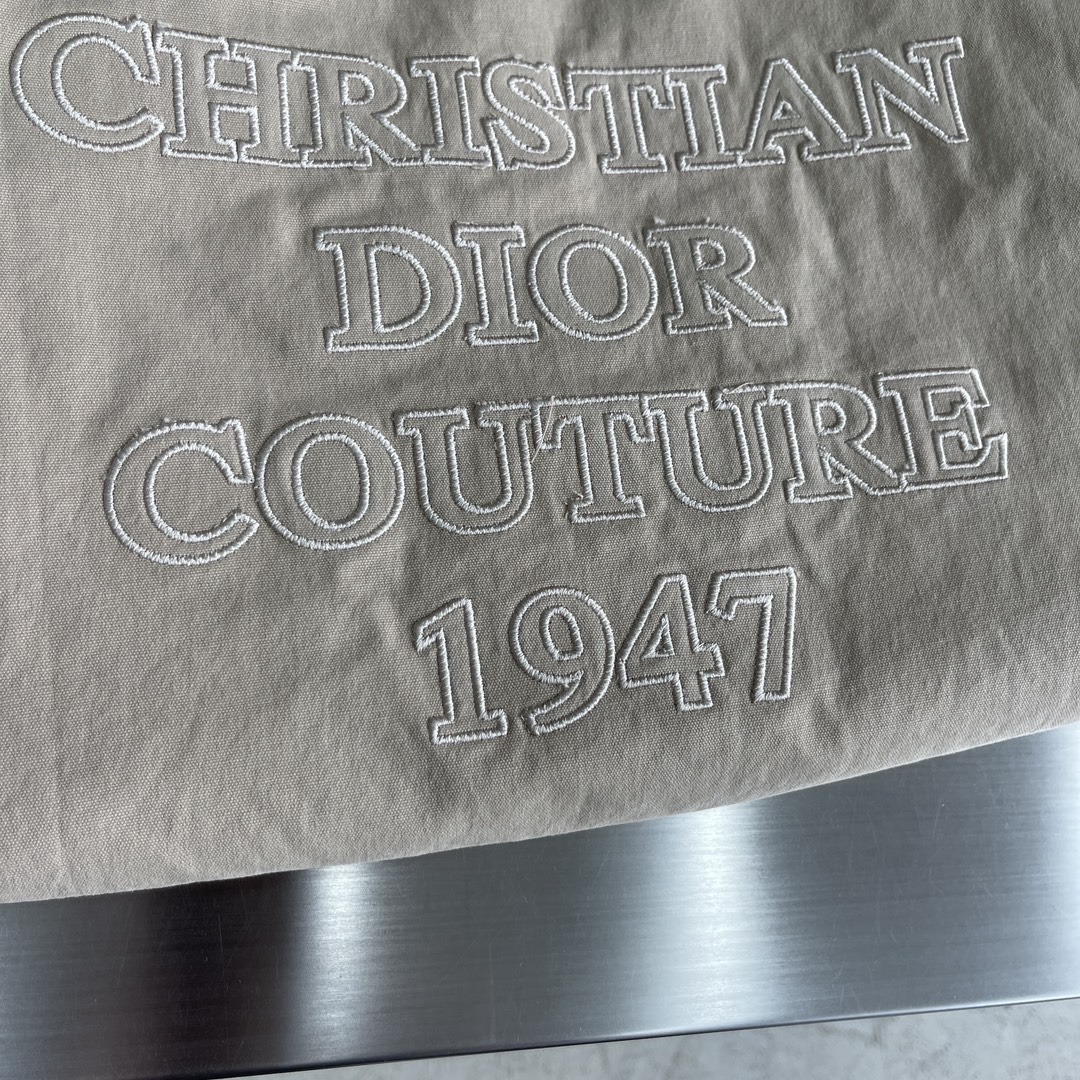 CHRISTIAN
DIOR
COUTURE
1947